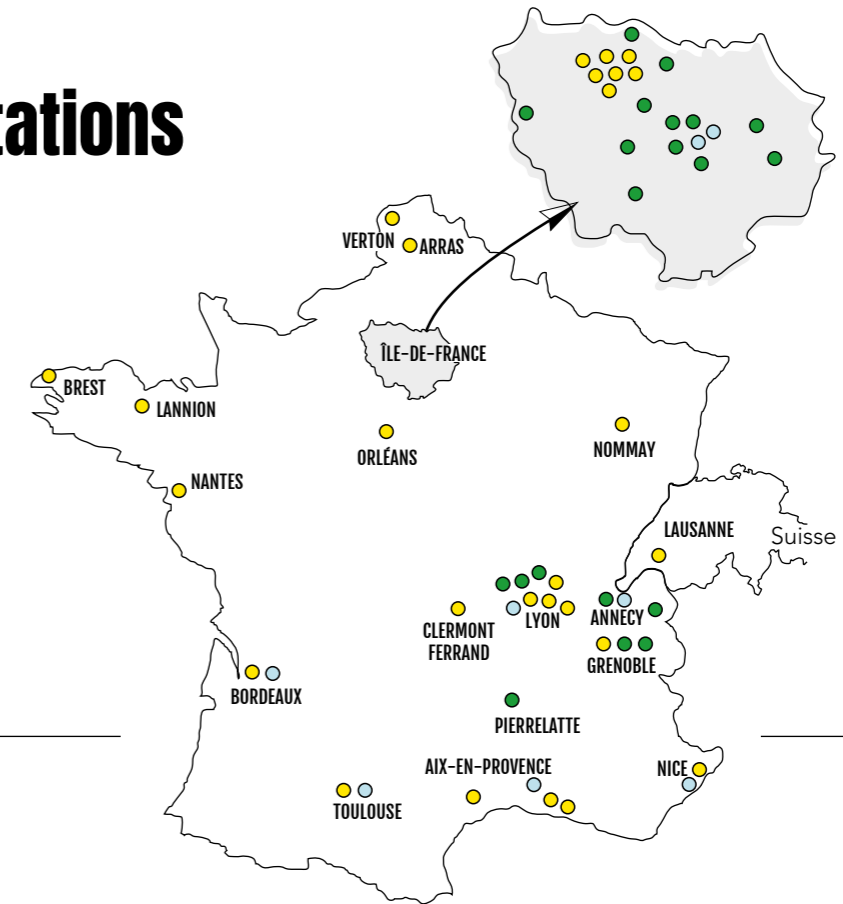 tations
VERTON
ARRAS
ÎLE-DE-FRANCE
BREST
LANNION
ORLÉANS
NOMMAY
NANTES
LAUSANNE
Suisse
CLERMONT
FERRAND
LYON
ANNECY
GRENOBLE
BORDEAUX
PIERRELATTE
AIX-EN-PROVENCE
NICE
TOULOUSE